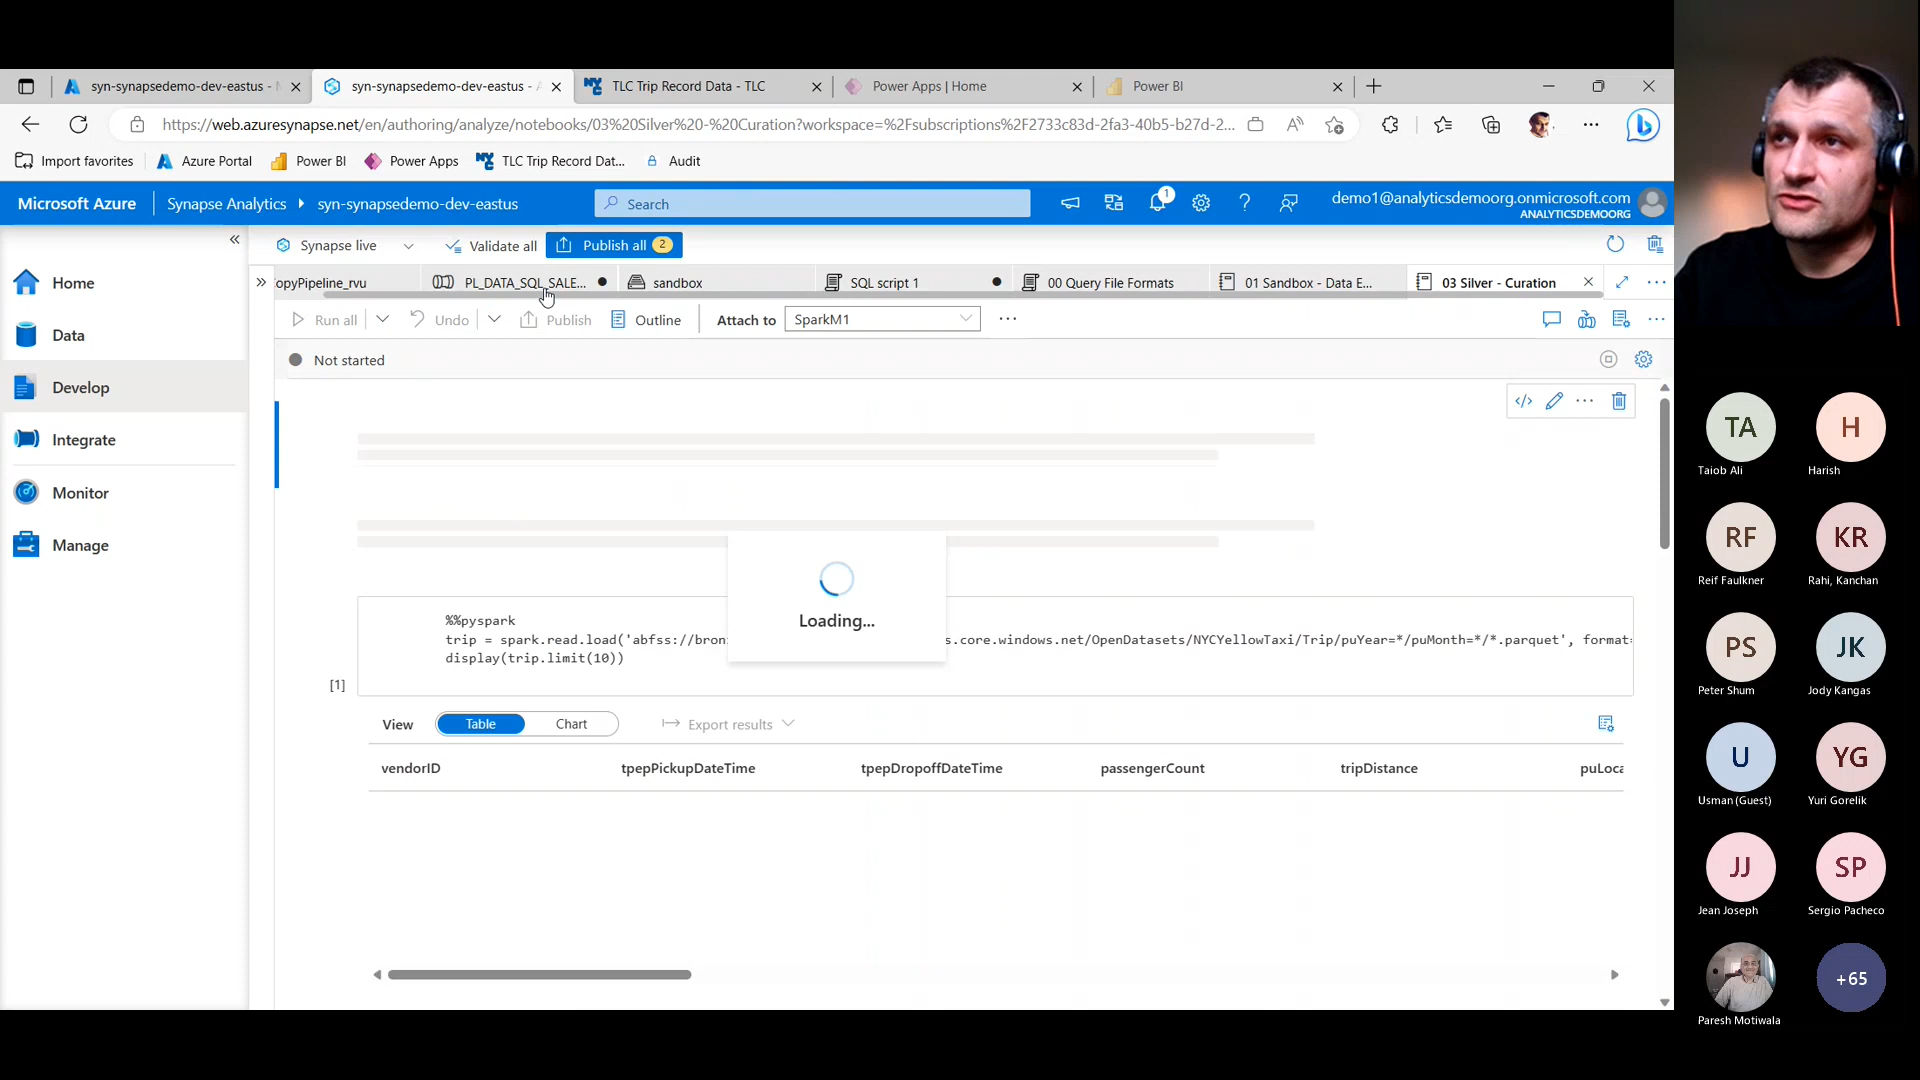 syn-synapsedemo-dev-eastus -
syn-synapsedemo-dev-eastus -
TLC Trip Record Data - TLC
Power Apps | Home
Power BI
https://web.azuresynapse.net/en/authoring/analyze/notebooks/03%20Silver%20-%20Curation?workspace=%2Fsubscriptions%2F2733c83d-2fa3-40b5-b27d-2...
Import favorites
Azure Portal
Power BI
Power Apps
TLC Trip Record Dat...
Audit
Microsoft Azure
Synapse Analytics
syn-synapsedemo-dev-eastus
Search
1
demo1@analyticsdemoorg.onmicrosoft.com
ANALYTICSDEMOORG
Home
Data
Develop
Integrate
Monitor
Manage
Synapse live
Validate all
Publish all 2
opyPipeline_rvu
PL_DATA_SQL_SALE...
sandbox
SQL script 1
00 Query File Formats
01 Sandbox - Data E...
03 Silver - Curation
Run all
Undo
Publish
Outline
Attach to
SparkM1
Not started
%%pyspark
trip = spark.read.load('abfss://bron s.core.windows.net/OpenDatasets/NYCYellowTaxi/Trip/puYear=*/puMonth=*/*.parquet', format=
display(trip.limit(10))
Loading...
[1]
View
Table
Chart
Export results
vendorID
tpepPickupDateTime
tpepDropoffDateTime
passengerCount
tripDistance
puLoca
TA
Taiob Ali
H
Harish
RF
Reif Faulkner
KR
Rahi, Kanchan
PS
Peter Shum
JK
Jody Kangas
U
Usman (Guest)
YG
Yuri Gorelik
JJ
Jean Joseph
SP
Sergio Pacheco
Paresh Motiwala
+65